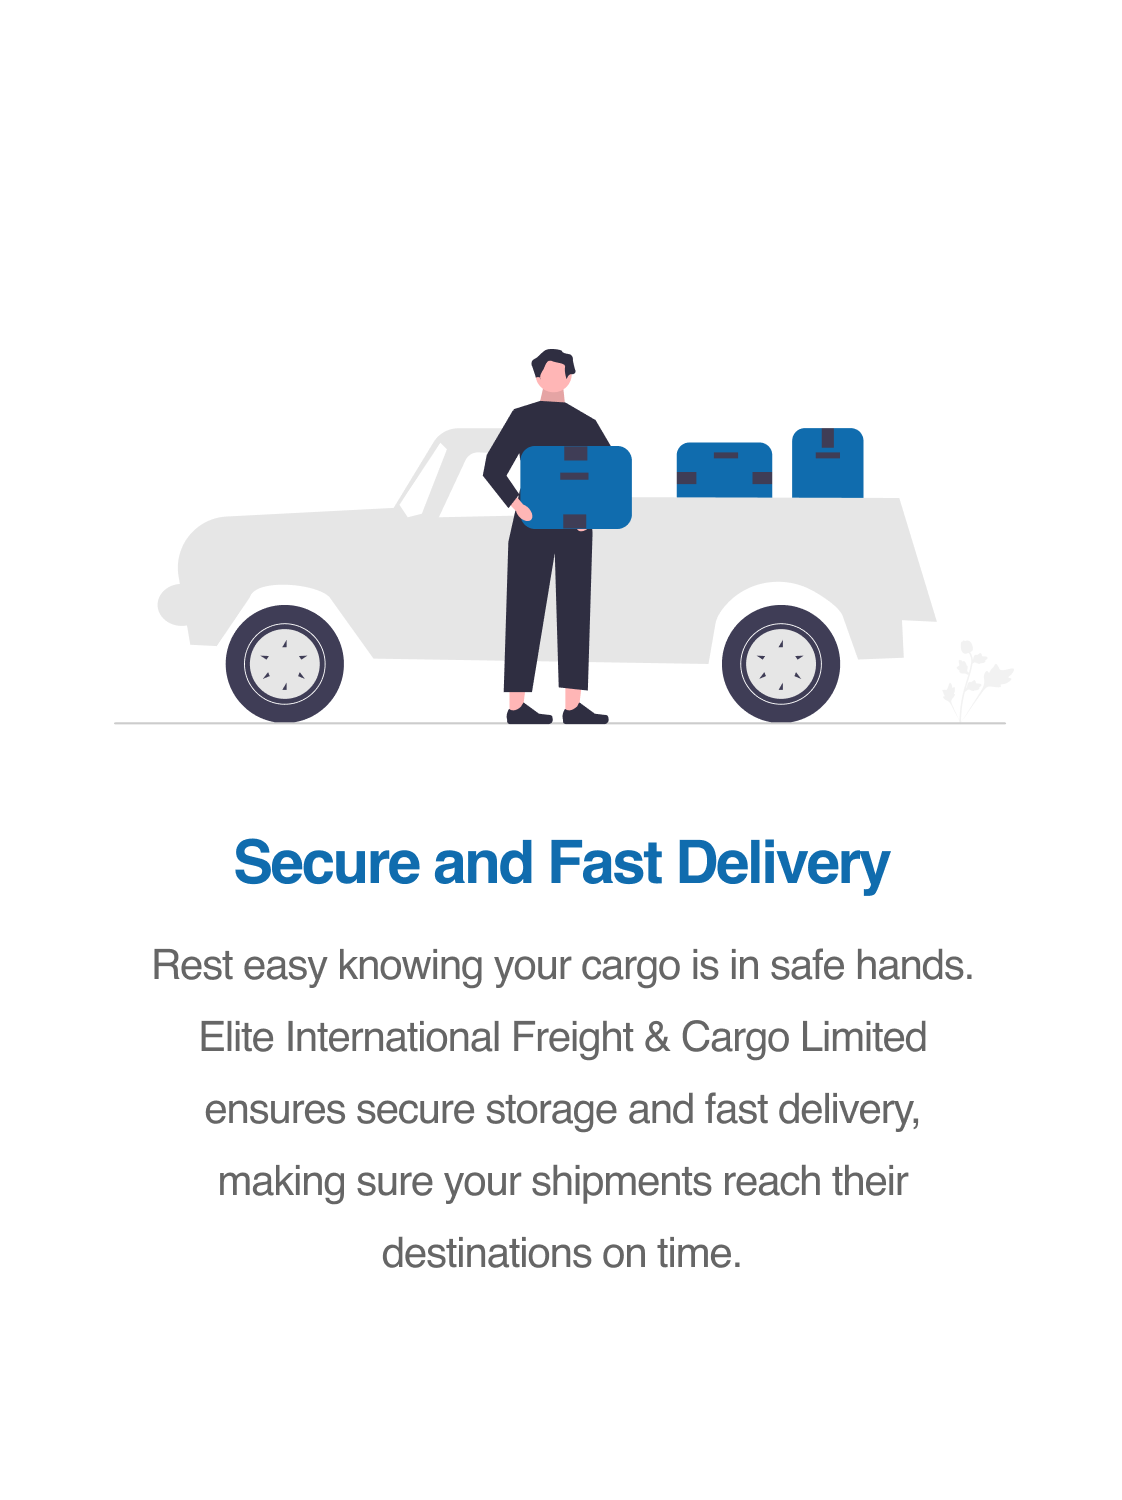 Secure and Fast Delivery
Rest easy knowing your cargo is in safe hands.
Elite International Freight & Cargo Limited
ensures secure storage and fast delivery,
making sure your shipments reach their
destinations on time.